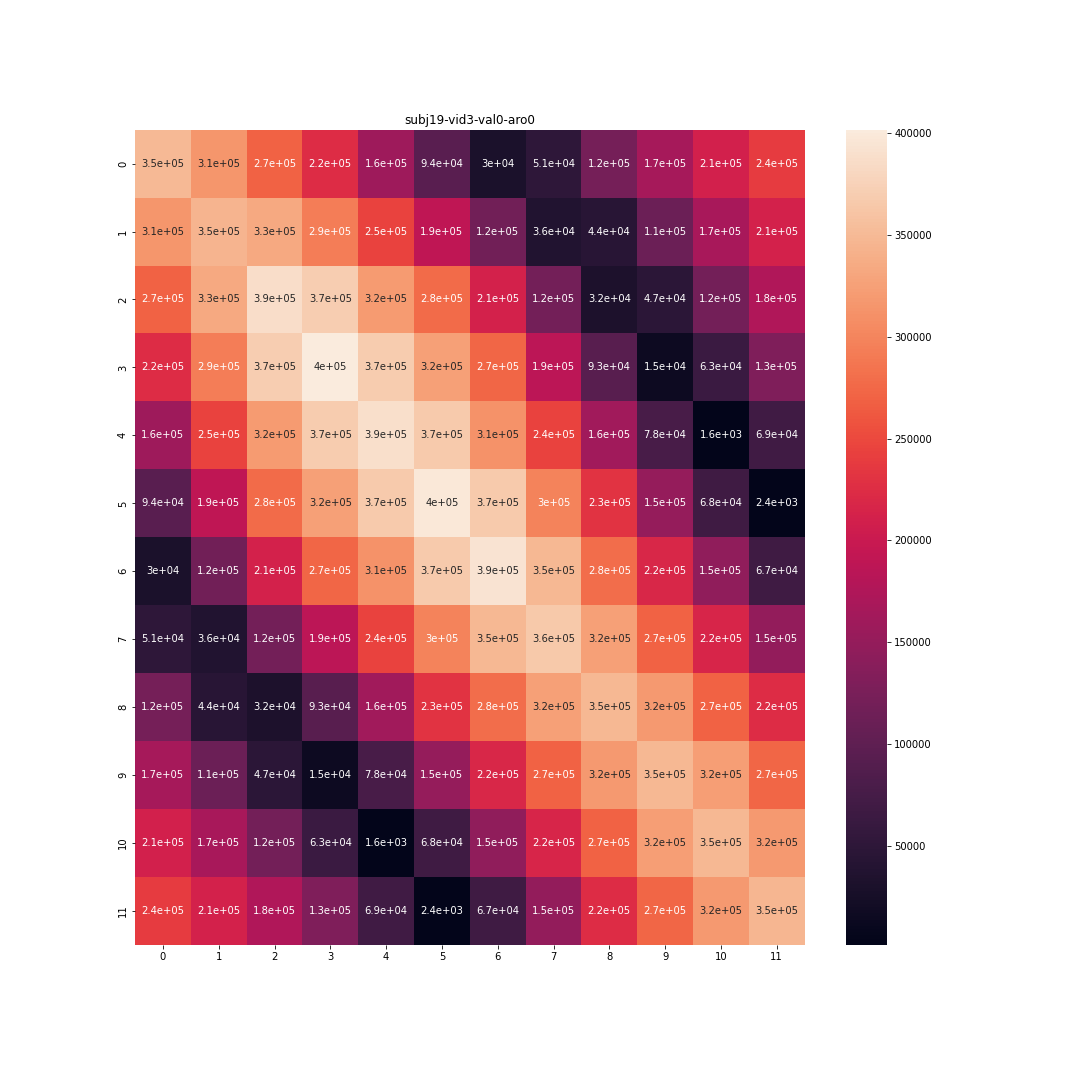 subj19-vid3-val0-aro0
0 3.5e+05 3.1e+05 2.7e+05 2.2e+05 1.6e+05 9.4e+04 3e+04 5.1e+04 1.2e+05 1.7e+05 2.1e+05 2.4e+05
1 3.1e+05 3.5e+05 3.3e+05 2.9e+05 2.5e+05 1.9e+05 1.2e+05 3.6e+04 4.4e+04 1.1e+05 1.7e+05 2.1e+05
2 2.7e+05 3.3e+05 3.9e+05 3.7e+05 3.2e+05 2.8e+05 2.1e+05 1.2e+05 3.2e+04 4.7e+04 1.2e+05 1.8e+05
3 2.2e+05 2.9e+05 3.7e+05 4e+05 3.7e+05 3.2e+05 2.7e+05 1.9e+05 9.3e+04 1.5e+04 6.3e+04 1.3e+05
4 1.6e+05 2.5e+05 3.2e+05 3.7e+05 3.9e+05 3.7e+05 3.1e+05 2.4e+05 1.6e+05 7.8e+04 1.6e+03 6.9e+04
5 9.4e+04 1.9e+05 2.8e+05 3.2e+05 3.7e+05 4e+05 3.7e+05 3e+05 2.3e+05 1.5e+05 6.8e+04 2.4e+03
6 3e+04 1.2e+05 2.1e+05 2.7e+05 3.1e+05 3.7e+05 3.9e+05 3.5e+05 2.8e+05 2.2e+05 1.5e+05 6.7e+04
7 5.1e+04 3.6e+04 1.2e+05 1.9e+05 2.4e+05 3e+05 3.5e+05 3.6e+05 3.2e+05 2.7e+05 2.2e+05 1.5e+05
8 1.2e+05 4.4e+04 3.2e+04 9.3e+04 1.6e+05 2.3e+05 2.8e+05 3.2e+05 3.5e+05 3.2e+05 2.7e+05 2.2e+05
9 1.7e+05 1.1e+05 4.7e+04 1.5e+04 7.8e+04 1.5e+05 2.2e+05 2.7e+05 3.2e+05 3.5e+05 3.2e+05 2.7e+05
10 2.1e+05 1.7e+05 1.2e+05 6.3e+04 1.6e+03 6.8e+04 1.5e+05 2.2e+05 2.7e+05 3.2e+05 3.5e+05 3.2e+05
11 2.4e+05 2.1e+05 1.8e+05 1.3e+05 6.9e+04 2.4e+03 6.7e+04 1.5e+05 2.2e+05 2.7e+05 3.2e+05 3.5e+05
0 1 2 3 4 5 6 7 8 9 10 11
400000
350000
300000
250000
200000
150000
100000
50000